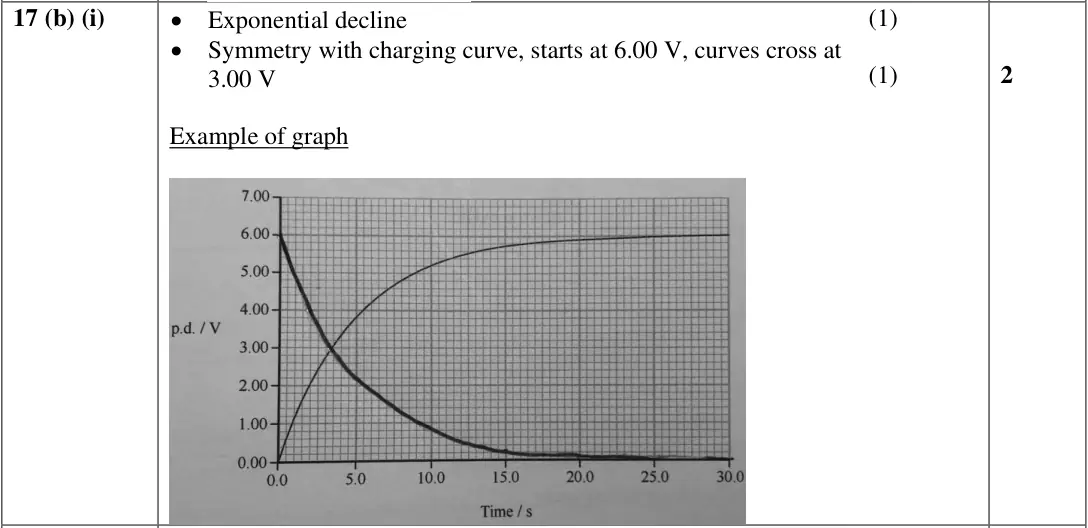 17 (b) (i)
• Exponential decline (1)
• Symmetry with charging curve, starts at 6.00 V, curves cross at
3.00 V (1) 2
Example of graph
7.00
6.00
5.00
4.00
p.d. / V
3.00
2.00
1.00
0.00
0.0 5.0 10.0 15.0 20.0 25.0 30.0
Time / s